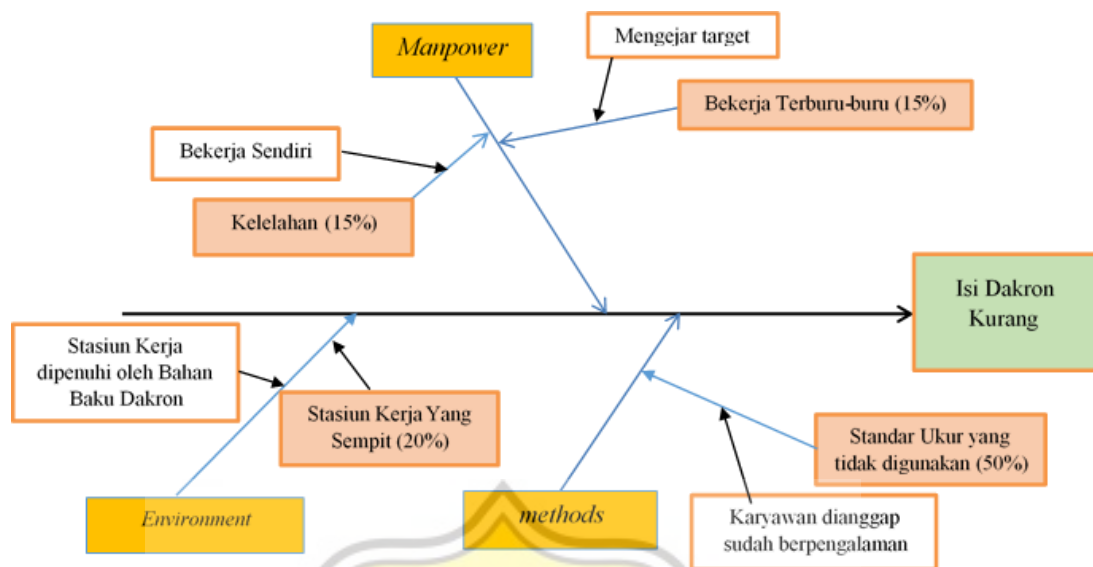 Manpower
Mengejar target
Bekerja Terburu-buru (15%)
Bekerja Sendiri
Kelelahan (15%)
Isi Dakron
Kurang
Stasiun Kerja
dipenuhi oleh Bahan
Baku Dakron
Stasiun Kerja Yang
Sempit (20%)
Standar Ukur yang
tidak digunakan (50%)
Environment
methods
Karyawan dianggap
sudah berpengalaman